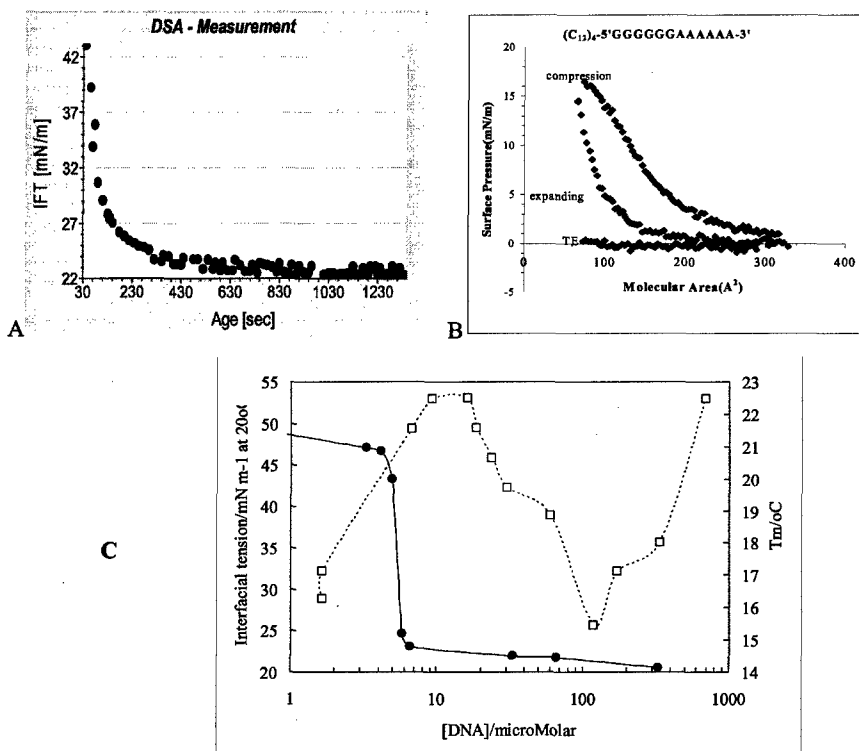 DSA - Measurement
42
37
32
27
22
IFT [mN/m]
30 230 430 630 830 1030 1230
Age [sec]
A
B
(C₁₂)₄-5'GGGGGGAAAAAA-3'
20
15
10
5
0
-5
Surface Pressure(mN/m)
compression
expanding
TE
100 200 300 400
Molecular Area(A²)
C
55
50
45
40
35
30
25
20
Interfacial tension/mN m-1 at 20o
23
22
21
20
19
18
17
16
15
14
Tm/oC
1 10 100 1000
[DNA]/microMolar